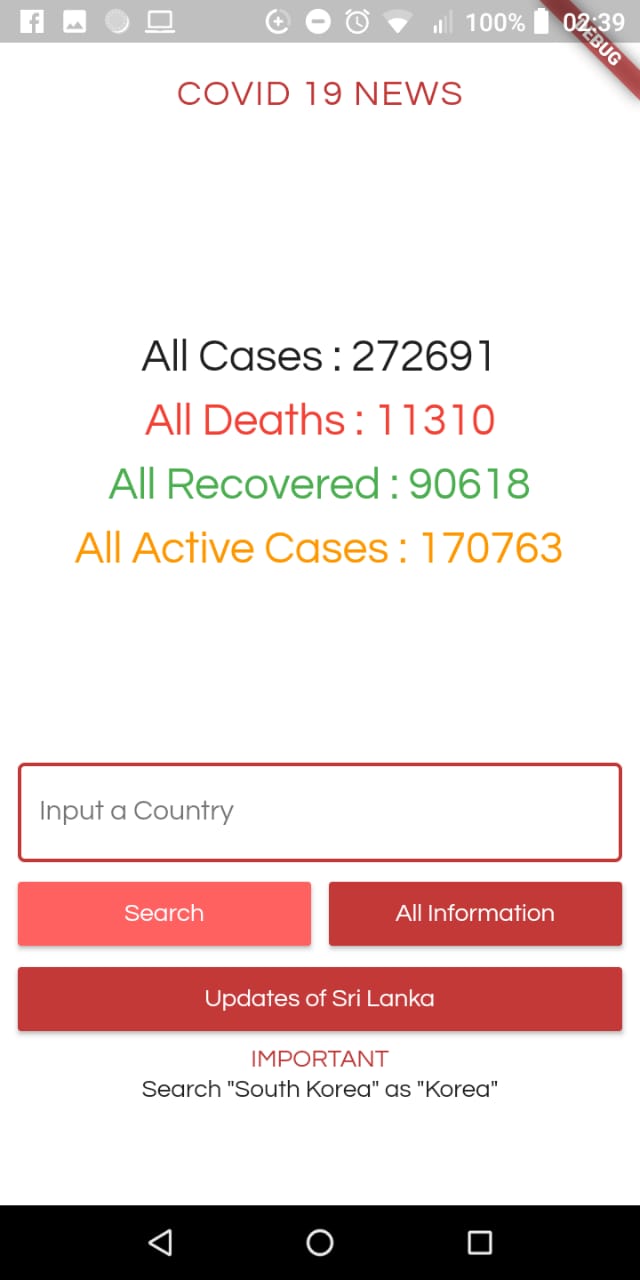 100% 02:39
DEBUG
COVID 19 NEWS
All Cases : 272691
All Deaths : 11310
All Recovered : 90618
All Active Cases : 170763
Input a Country
Search All Information
Updates of Sri Lanka
IMPORTANT
Search "South Korea" as "Korea"